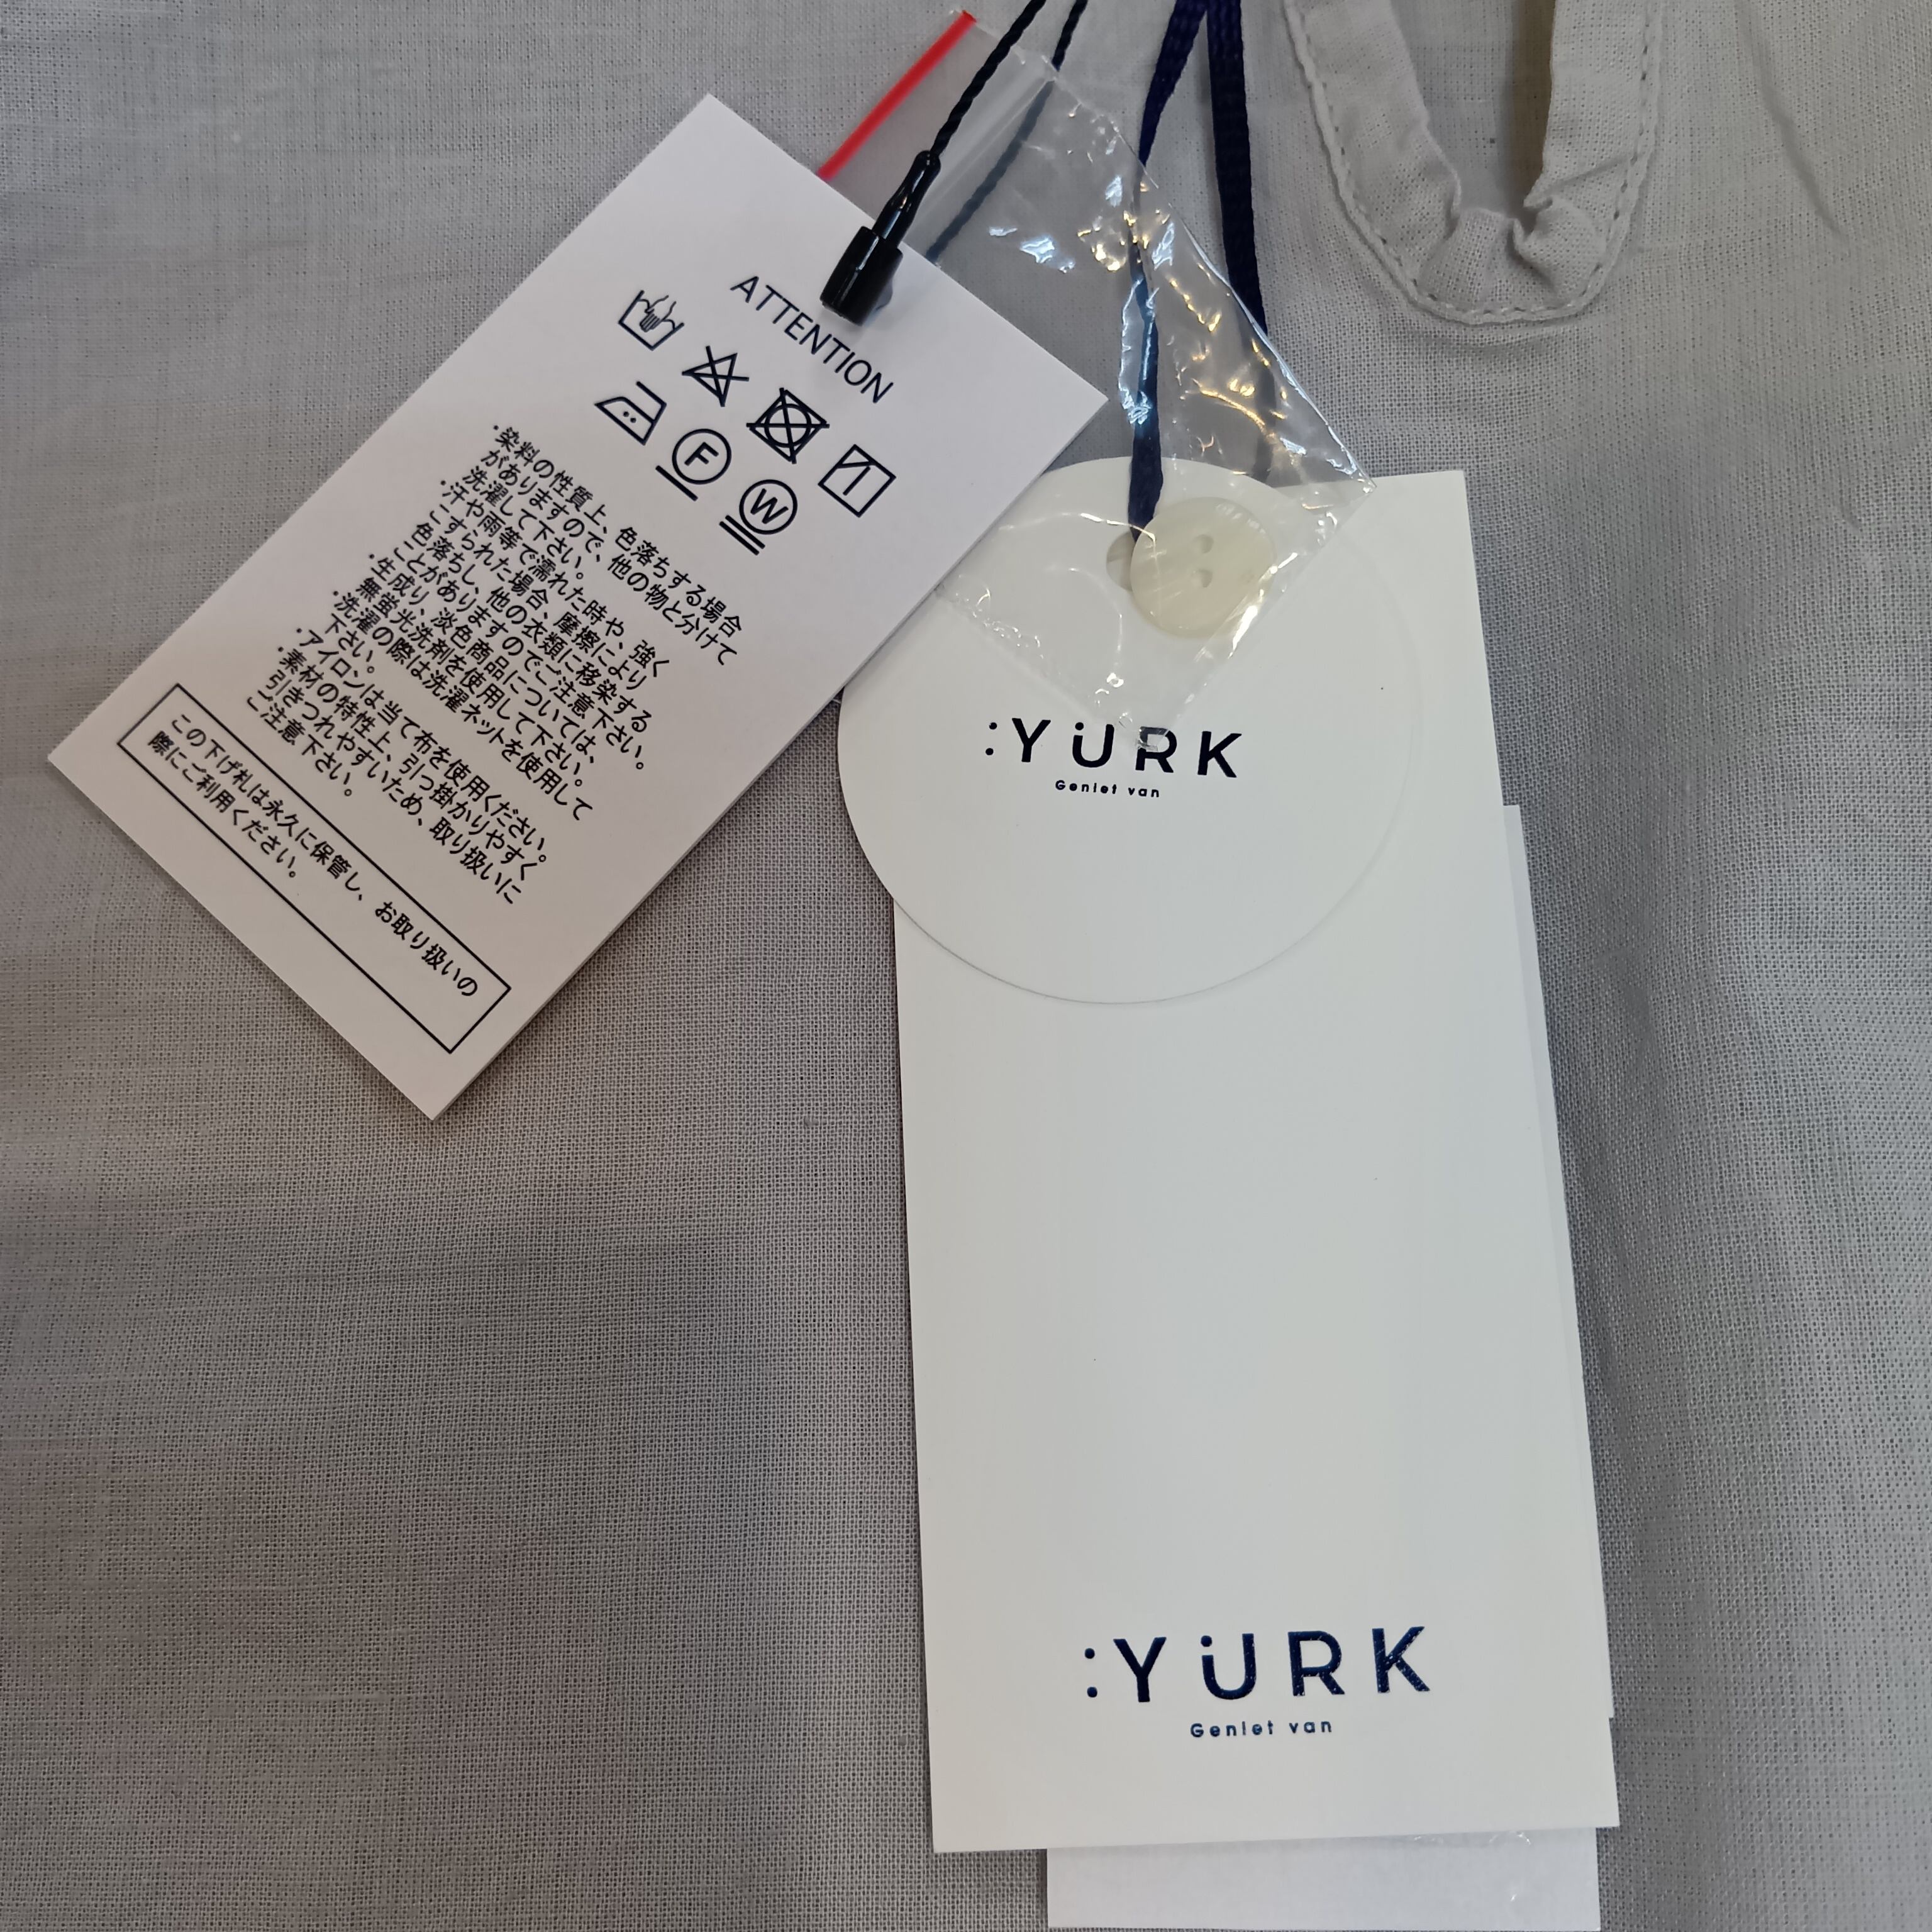 ATTENTION
F
W
・染料の性質上、色落ちする場合
がありますので、他の物と分けて
洗濯して下さい。
・汗や雨等で濡れた時や、強く
こすられた場合、摩擦により
色落ちし、他の衣類に移染する
ことがありますのでご注意下さい。
・生成り、淡色商品については、
無蛍光洗剤を使用して下さい。
・洗濯の際は洗濯ネットを使用して
下さい。
・アイロンは当て布を使用ください。
・素材の特性上、引っ掛かりやすく
引きつれやすいため、取り扱いに
ご注意下さい。
この下げ札は永久に保管し、お取り扱いの
際にご利用ください。
:YÜRK
Geniet van
:YÜRK
Geniet van